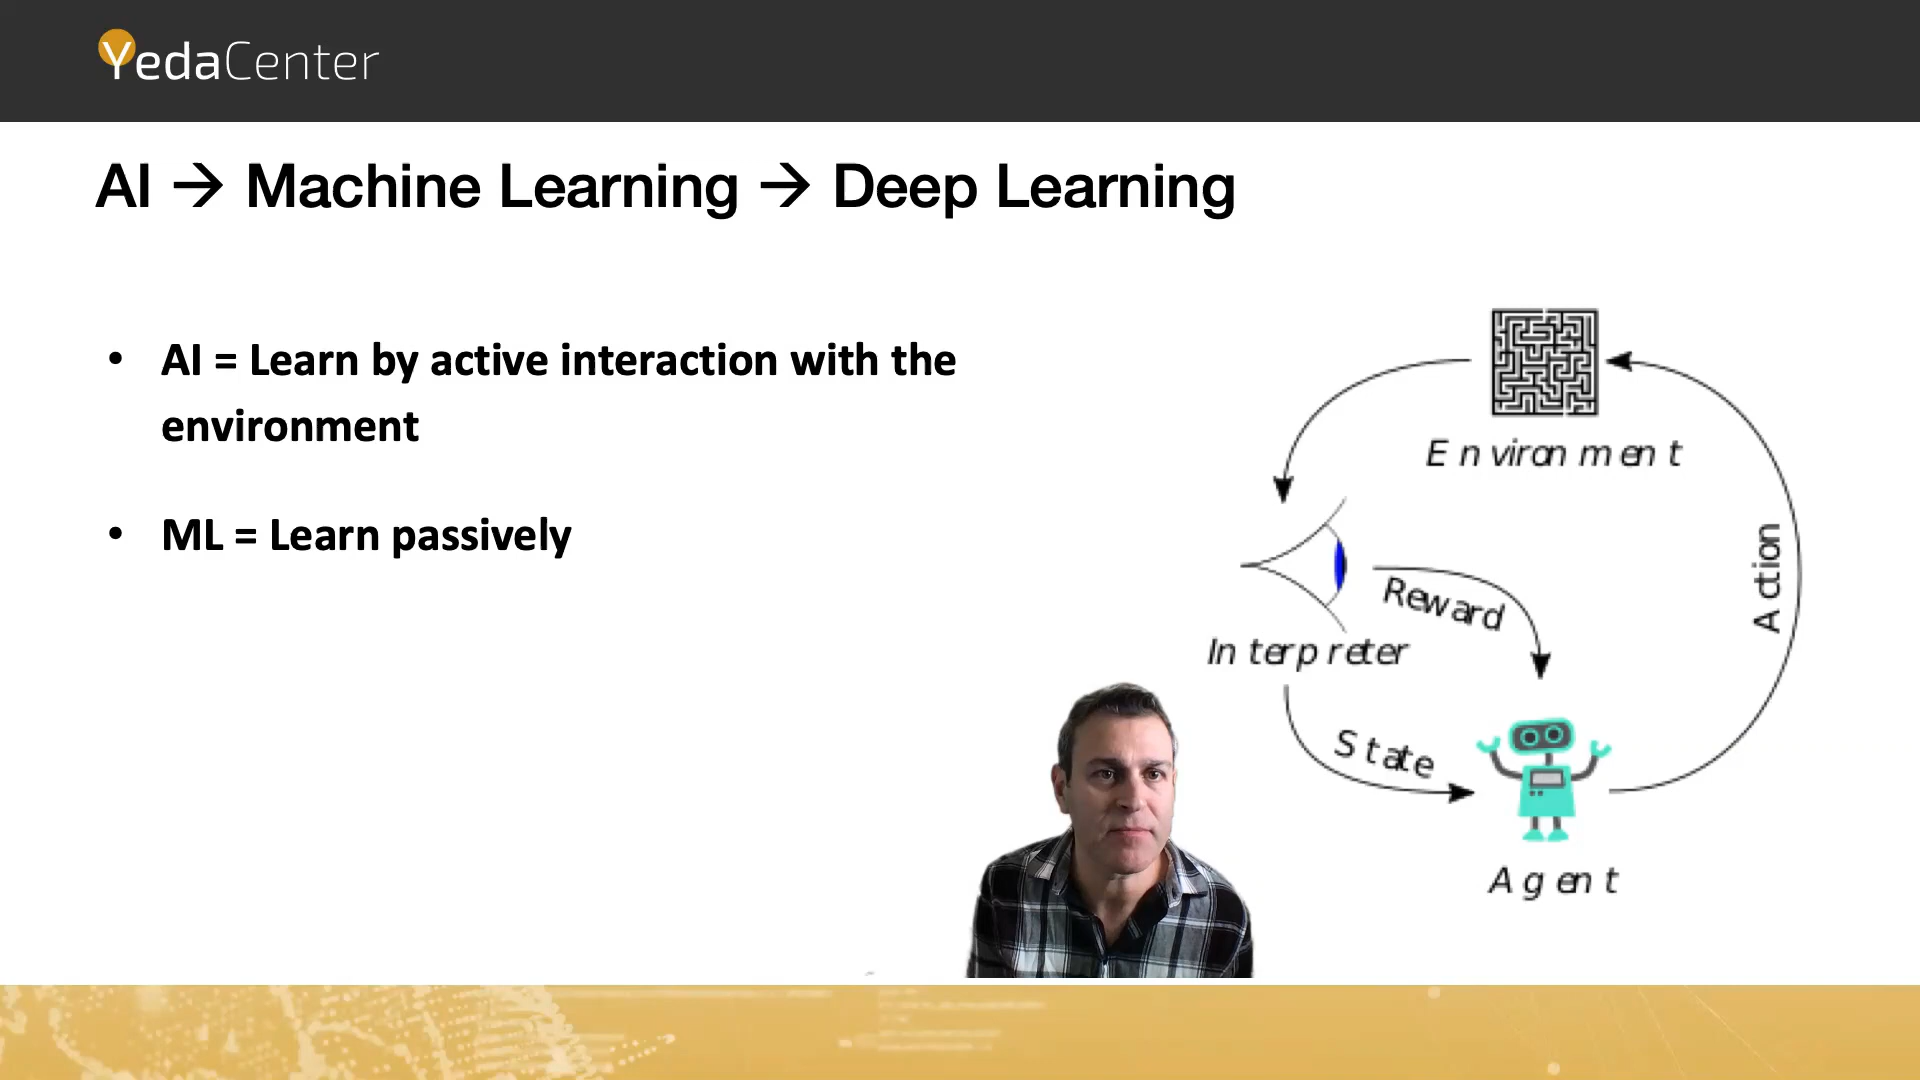 YedaCenter
AI → Machine Learning → Deep Learning
• AI = Learn by active interaction with the
environment
• ML = Learn passively
Environment
Reward
Action
Interpreter
State
Agent